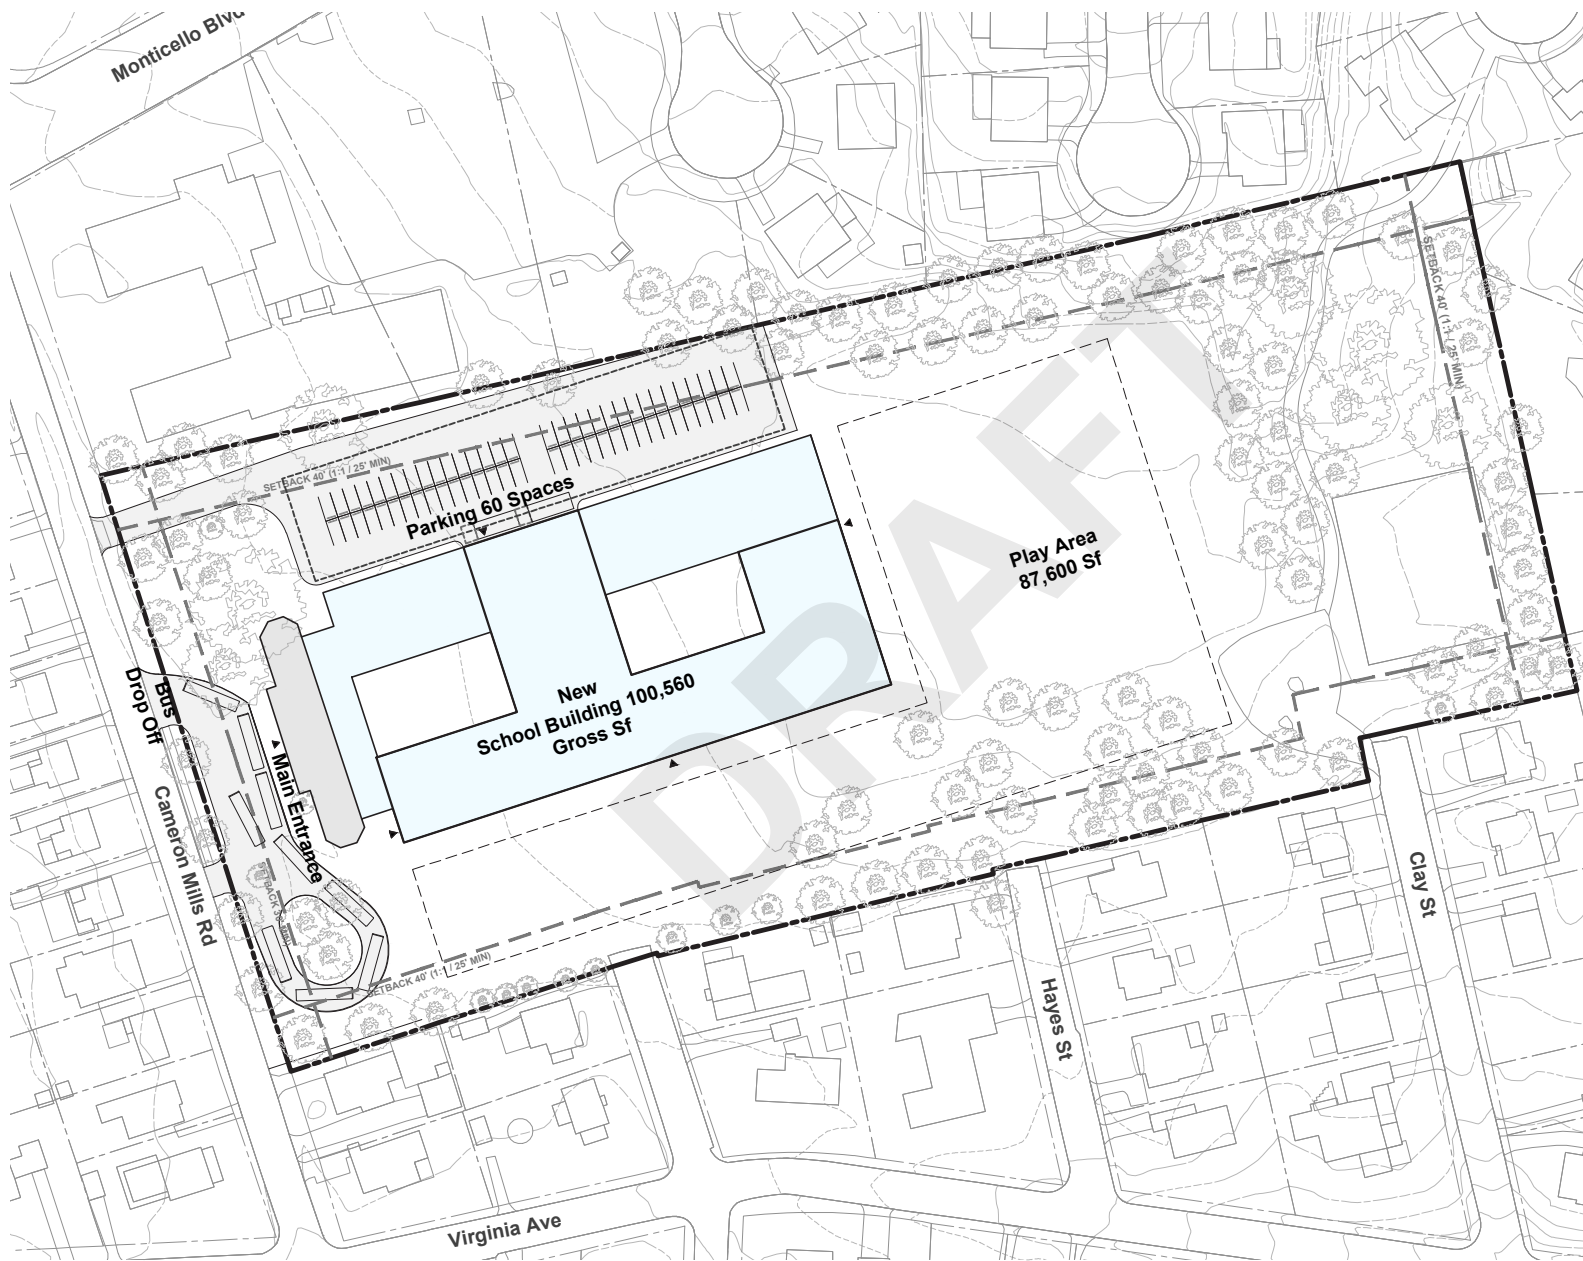 Monticello Blvd
SETBACK 40' (1:1 / 25' MIN)
SETBACK 40' (1:1 / 25' MIN)
Parking 60 Spaces
Play Area
87,600 Sf
New
School Building 100,560
Gross Sf
Bus
Drop Off
Main Entrance
Cameron Mills Rd
SETBACK 40' (1:1 / 25' MIN)
Clay St
Hayes St
Virginia Ave
DRAFT